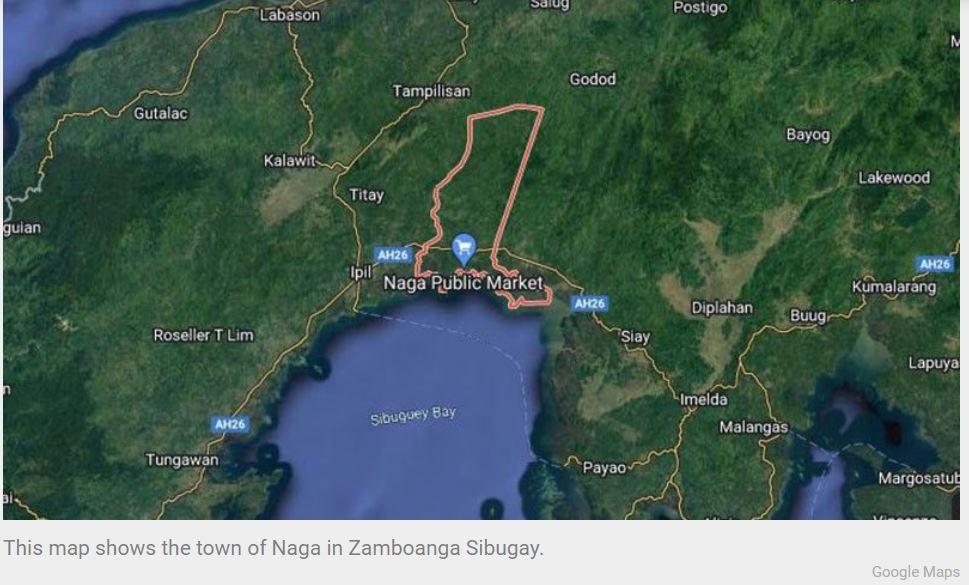 Labason
Salug
Postigo
M
Tampilisan
Godod
Gutalac
Bayog
Kalawit
Lakewood
Titay
guian
AH26
AH26
Ipil
Naga Public Market
Kumalarang
AH26
Diplahan
Buug
Roseller T Lim
Siay
Lapuya
n
Imelda
Sibuguey Bay
AH26
Malangas
Tungawan
Payao
Margosatub
ai
This map shows the town of Naga in Zamboanga Sibugay.
Google Maps